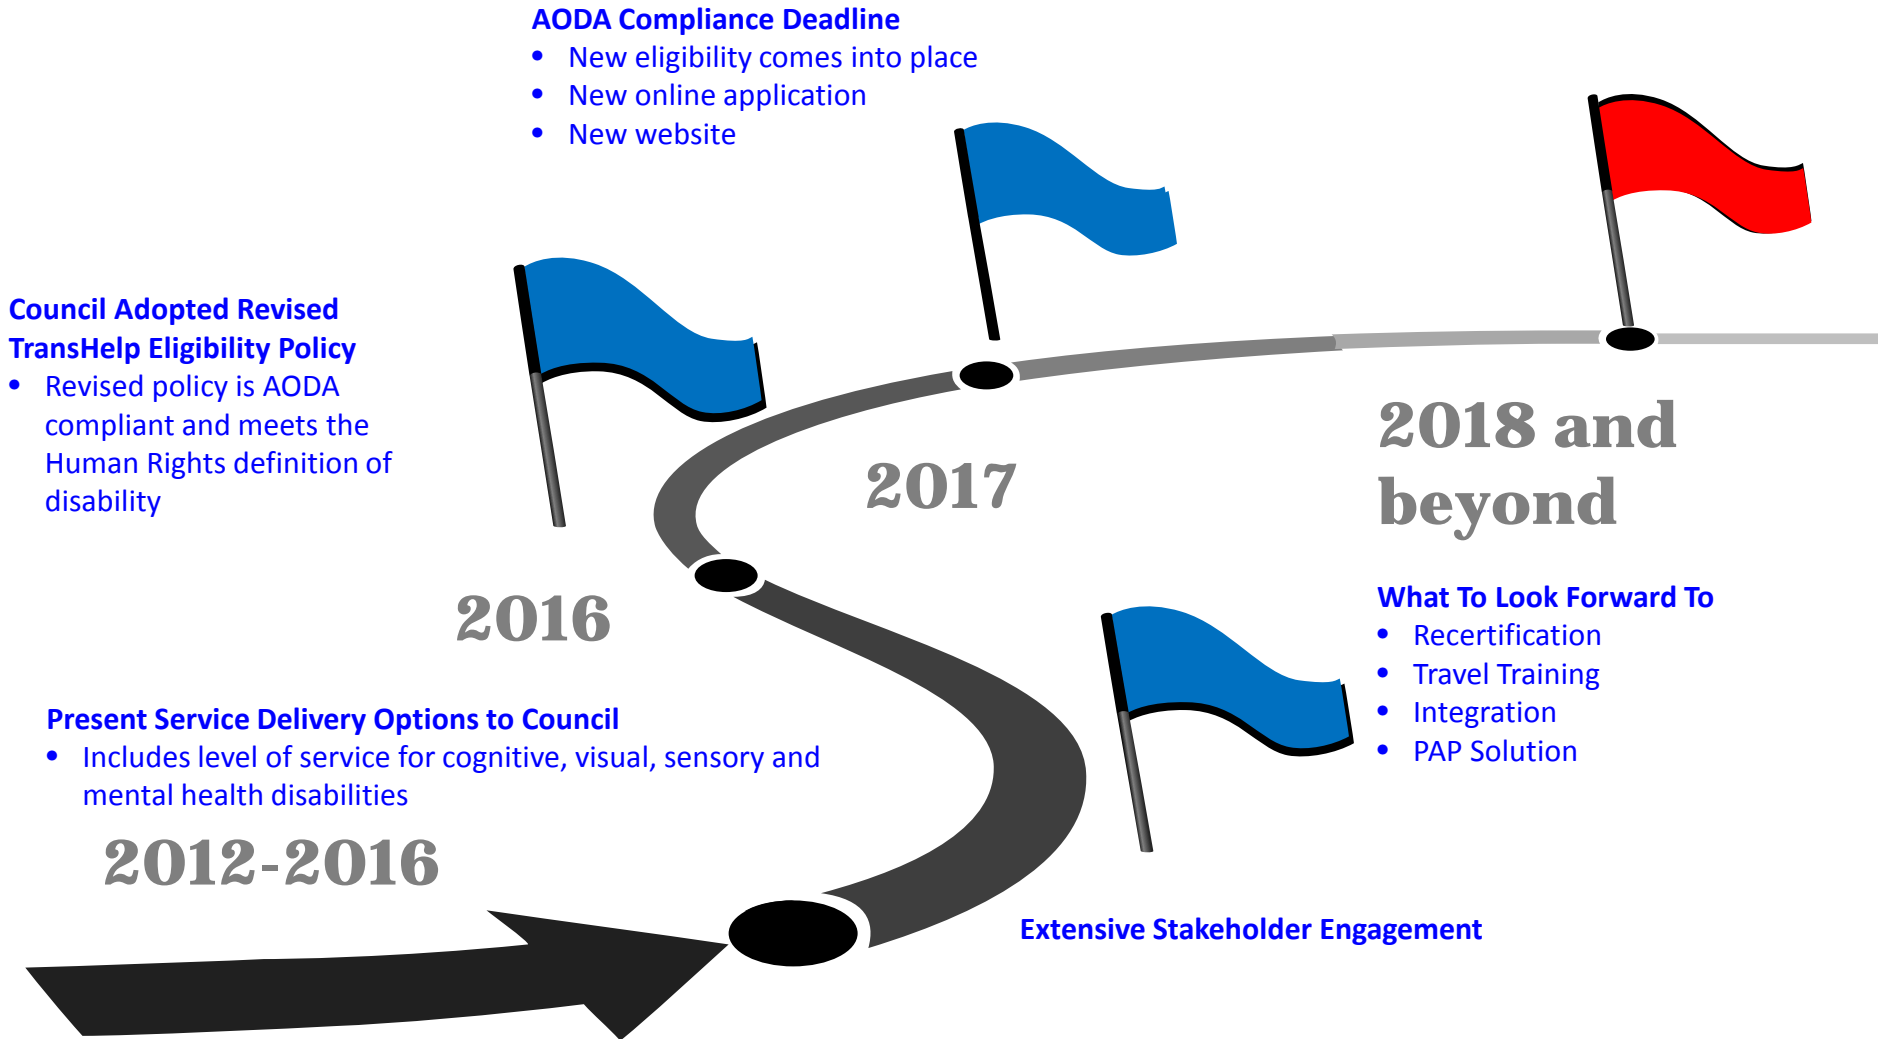 AODA Compliance Deadline
• New eligibility comes into place
• New online application
• New website
Council Adopted Revised
TransHelp Eligibility Policy
• Revised policy is AODA
compliant and meets the
Human Rights definition of
disability
2017
2018 and
beyond
2016
What To Look Forward To
• Recertification
• Travel Training
• Integration
• PAP Solution
Present Service Delivery Options to Council
• Includes level of service for cognitive, visual, sensory and
mental health disabilities
2012-2016
Extensive Stakeholder Engagement